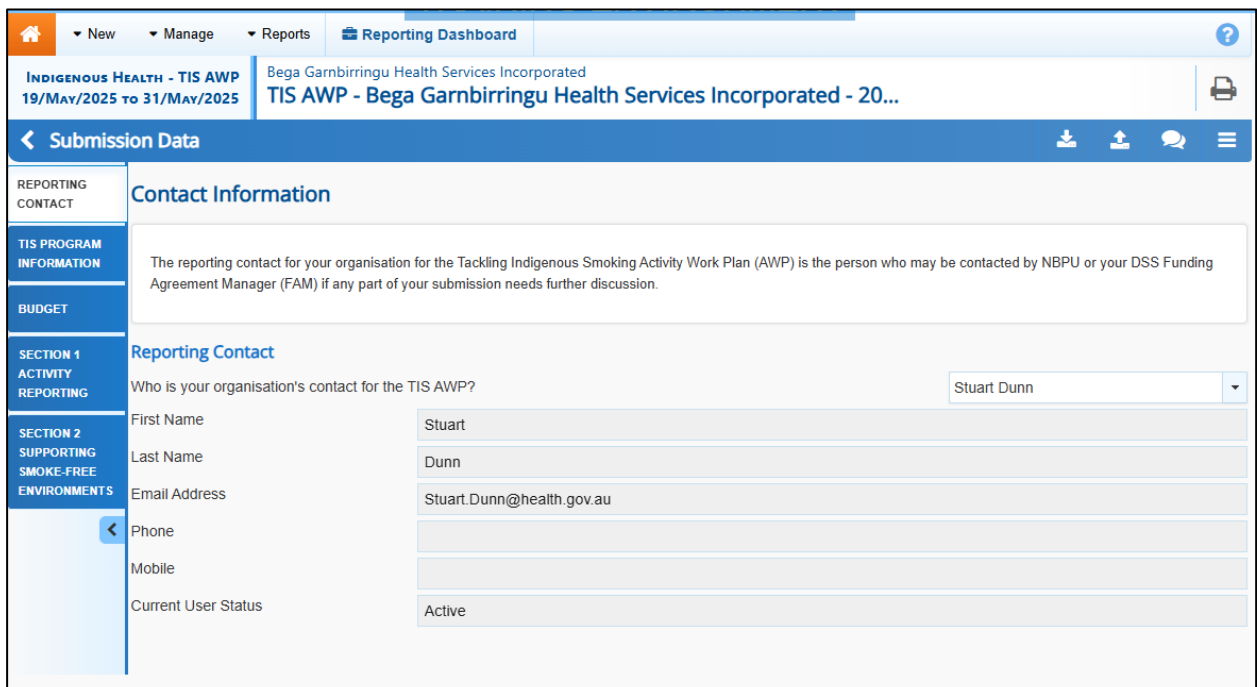 New
Manage
Reports
Reporting Dashboard
?
INDIGENOUS HEALTH - TIS AWP
19/MAY/2025 TO 31/MAY/2025
Bega Garnbirringu Health Services Incorporated
TIS AWP - Bega Garnbirringu Health Services Incorporated - 20...
Submission Data
REPORTING
CONTACT
TIS PROGRAM
INFORMATION
BUDGET
SECTION 1
ACTIVITY
REPORTING
SECTION 2
SUPPORTING
SMOKE-FREE
ENVIRONMENTS
Contact Information
The reporting contact for your organisation for the Tackling Indigenous Smoking Activity Work Plan (AWP) is the person who may be contacted by NBPU or your DSS Funding
Agreement Manager (FAM) if any part of your submission needs further discussion.
Reporting Contact
Who is your organisation's contact for the TIS AWP? Stuart Dunn
First Name Stuart
Last Name Dunn
Email Address Stuart.Dunn@health.gov.au
Phone
Mobile
Current User Status Active